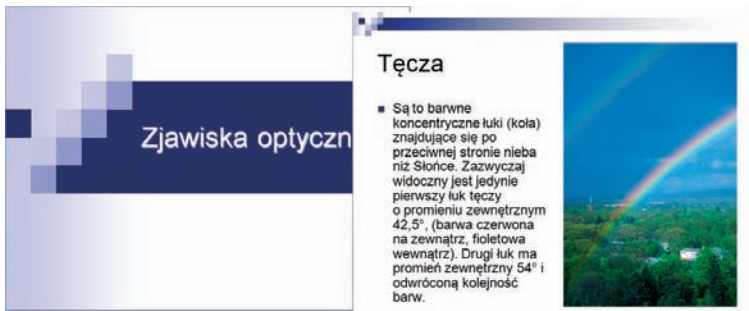 Zjawiska optyczn
Tęcza
Są to barwne
koncentryczne łuki (koła)
znajdujące się po
przeciwnej stronie nieba
niż Słońce. Zazwyczaj
widoczny jest jedynie
pierwszy łuk tęczy
o promieniu zewnętrznym
42,5°, (barwa czerwona
na zewnątrz, fioletowa
wewnątrz). Drugi łuk ma
promień zewnętrzny 54° i
odwróconą kolejność
barw.